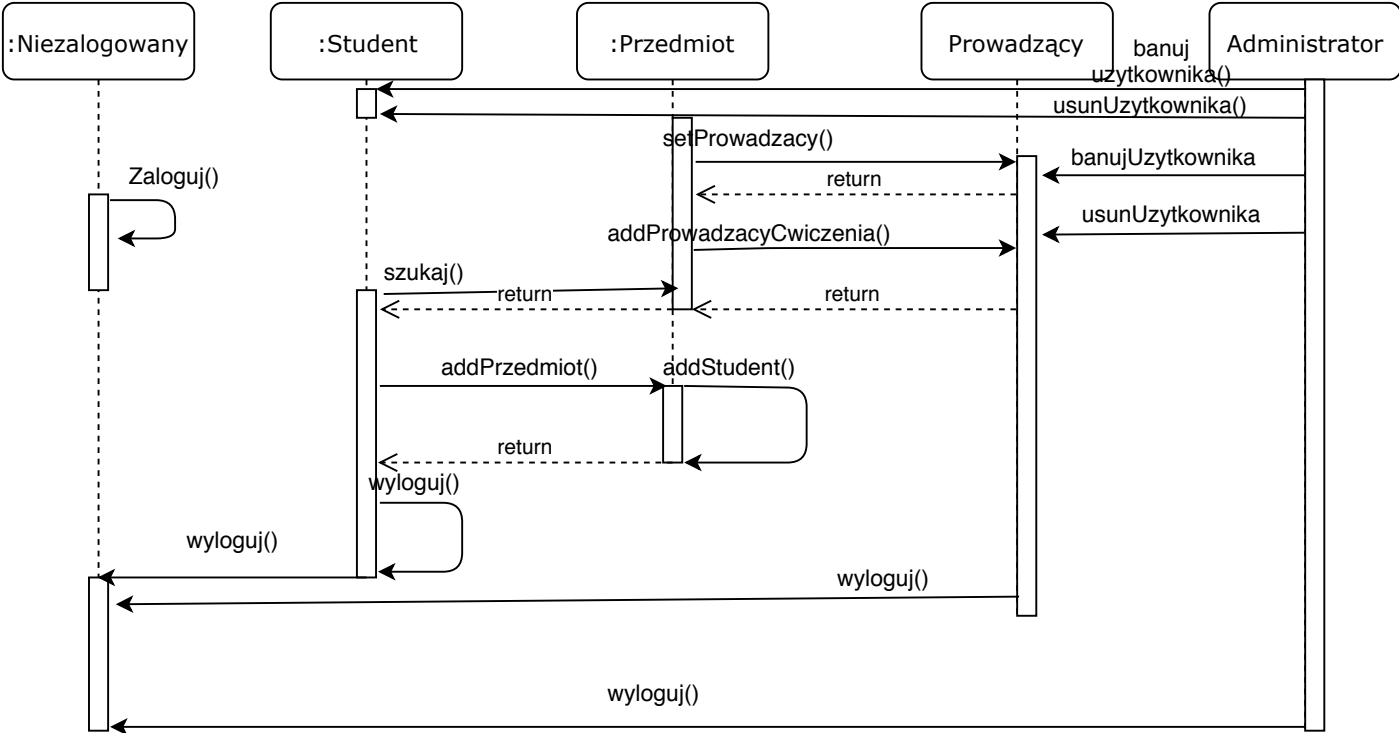 :Niezalogowany
:Student
:Przedmiot
Prowadzący
Administrator
banuj
uzytkownika()
usunUzytkownika()
setProwadzacy()
banujUzytkownika
Zaloguj()
return
usunUzytkownika
addProwadzacyCwiczenia()
szukaj()
return
return
addPrzedmiot()
addStudent()
return
wyloguj()
wyloguj()
wyloguj()
wyloguj()